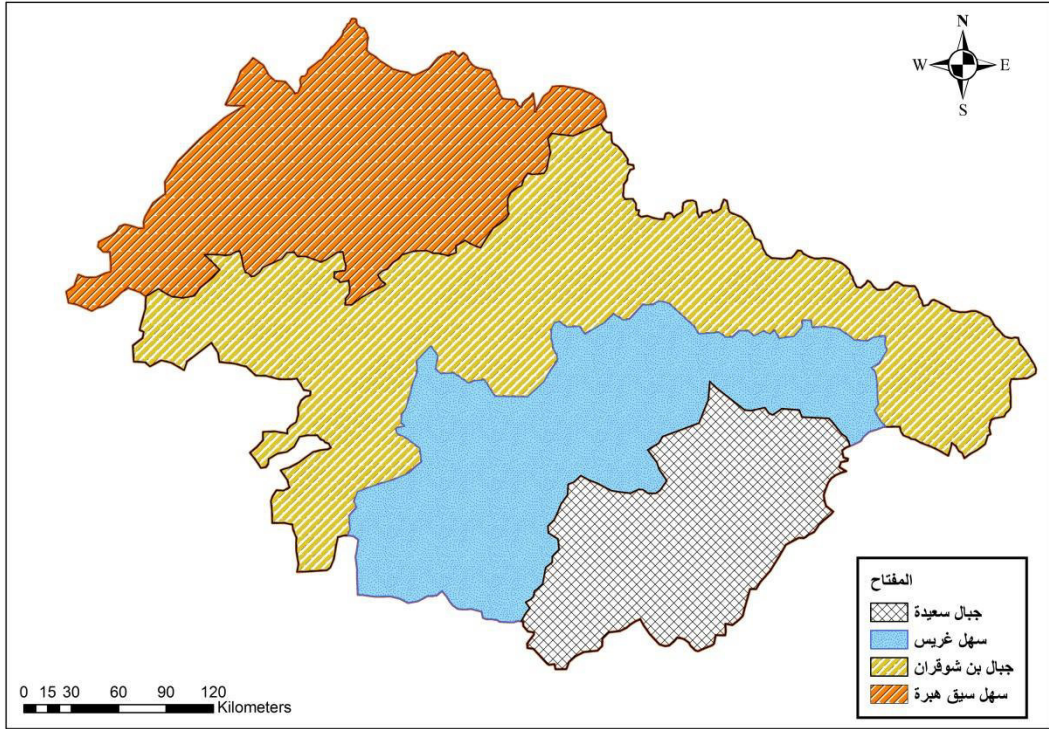 N
W E
S
المفتاح
جبال سعيدة
سهل غريس
جبال بن شوقران
سهل سيق هبرة
0 15 30 60 90 120
Kilometers